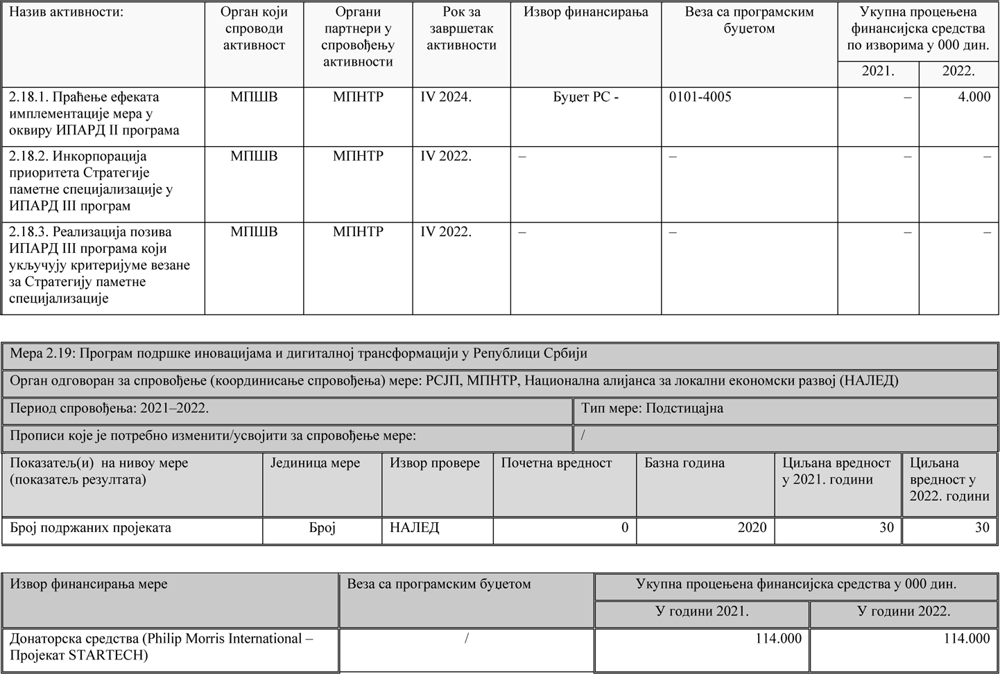 Назив активности:
Орган који
спроводи
активност
Органи
партнери у
спровођењу
активности
Рок за
завршетак
активности
Извор финансирања
Веза са програмским
буџетом
Укупна процењена
финансијска средства
по изворима у 000 дин.
2021.
2022.
2.18.1. Праћење ефеката
имплементације мера у
оквиру ИПАРД II програма
МПШВ
МПНТР
IV 2024.
Буџет РС -
0101-4005
–
4.000
2.18.2. Инкорпорација
приоритета Стратегије
паметне специјализације у
ИПАРД III програм
МПШВ
МПНТР
IV 2022.
–
–
–
–
2.18.3. Реализација позива
ИПАРД III програма који
укључују критеријуме везане
за Стратегију паметне
специјализације
МПШВ
МПНТР
IV 2022.
–
–
–
–
Мера 2.19: Програм подршке иновацијама и дигиталној трансформацији у Републици Србији
Орган одговоран за спровођење (координисање спровођења) мере: РСЈП, МПНТР, Национална алијанса за локални економски развој (НАЛЕД)
Период спровођења: 2021–2022.
Тип мере: Подстицајна
Прописи које је потребно изменити/усвојити за спровођење мере:
/
Показатељ(и) на нивоу мере
(показатељ резултата)
Јединица мере
Извор провере
Почетна вредност
Базна година
Циљана вредност
у 2021. години
Циљана
вредност у
2022. години
Број подржаних пројеката
Број
НАЛЕД
0
2020
30
30
Извор финансирања мере
Веза са програмским буџетом
Укупна процењена финансијска средства у 000 дин.
У години 2021.
У години 2022.
Донаторска средства (Philip Morris International –
Пројекат STARTECH)
/
114.000
114.000